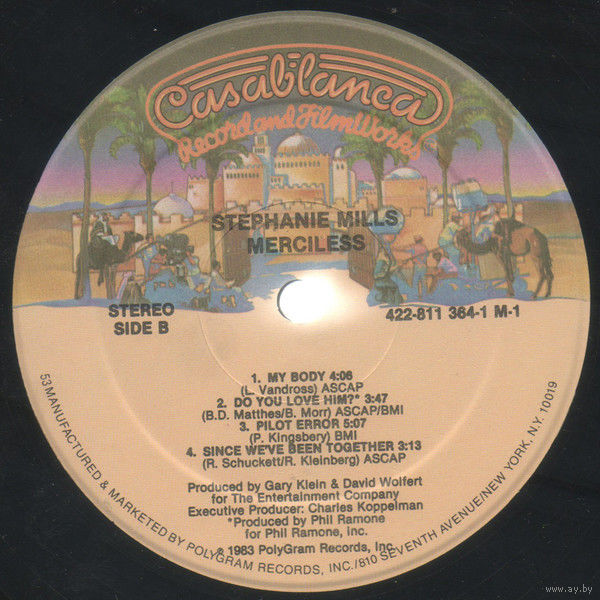 Casablanca
Record and FilmWorks
STEPHANIE MILLS
MERCILESS
STEREO
SIDE B
422-811 364-1 M-1
1. MY BODY 4:06
(L. Vandross) ASCAP
2. DO YOU LOVE HIM?* 3:47
(B.D. Matthes/B. Morr) ASCAP/BMI
3. PILOT ERROR 5:07
(P. Kingsbery) BMI
4. SINCE WE'VE BEEN TOGETHER 3:13
(R. Schuckett/R. Kleinberg) ASCAP
Produced by Gary Klein & David Wolfert
for The Entertainment Company
Executive Producer: Charles Koppelman
*Produced by Phil Ramone
for Phil Ramone, Inc.
℗ 1983 PolyGram Records, Inc.
53 MANUFACTURED & MARKETED BY POLYGRAM RECORDS, INC./810 SEVENTH AVENUE/NEW YORK, N.Y. 10019
www.ay.by